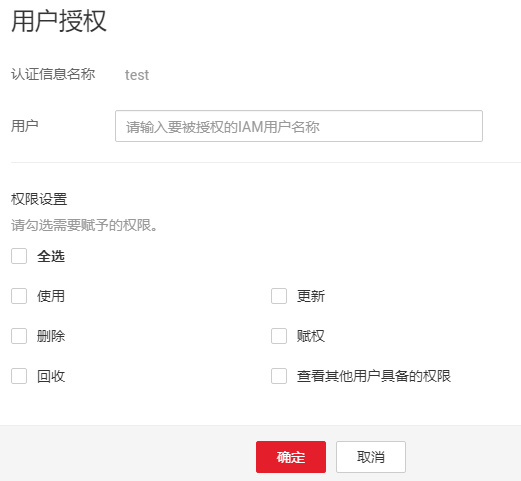 用户授权
认证信息名称 test
用户 请输入要被授权的IAM用户名称
权限设置
请勾选需要赋予的权限。
全选
使用 更新
删除 赋权
回收 查看其他用户具备的权限
确定 取消